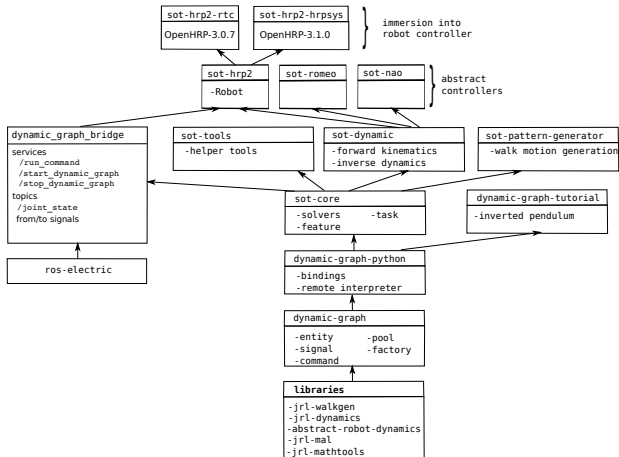 sot-hrp2-rtc
OpenHRP-3.0.7
sot-hrp2-hrpsys
OpenHRP-3.1.0
immersion into
robot controller
sot-hrp2
-Robot
sot-romeo
sot-nao
abstract
controllers
dynamic_graph_bridge
services
/run_command
/start_dynamic_graph
/stop_dynamic_graph
topics
/joint_state
from/to signals
sot-tools
-helper tools
sot-dynamic
-forward kinematics
-inverse dynamics
sot-pattern-generator
-walk motion generation
sot-core
-solvers -task
-feature
dynamic-graph-tutorial
-inverted pendulum
ros-electric
dynamic-graph-python
-bindings
-remote interpreter
dynamic-graph
-entity -pool
-signal -factory
-command
libraries
-jrl-walkgen
-jrl-dynamics
-abstract-robot-dynamics
-jrl-mal
-jrl-mathtools